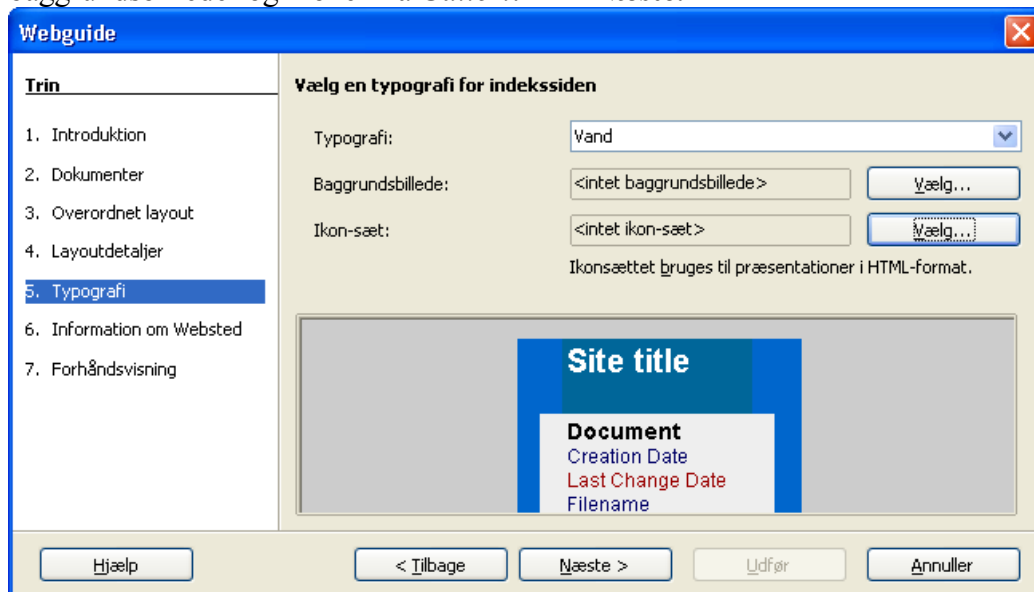 Webguide
Trin
1. Introduktion
2. Dokumenter
3. Overordnet layout
4. Layoutdetaljer
5. Typografi
6. Information om Websted
7. Forhåndsvisning
Vælg en typografi for indekssiden
Typografi:
Vand
Baggrundsbillede:
<intet baggrundsbillede>
Vælg...
Ikon-sæt:
<intet ikon-sæt>
Vælg...
Ikonsættet bruges til præsentationer i HTML-format.
Site title
Document
Creation Date
Last Change Date
Filename
Hjælp
< Tilbage
Næste >
Udfør
Annuller